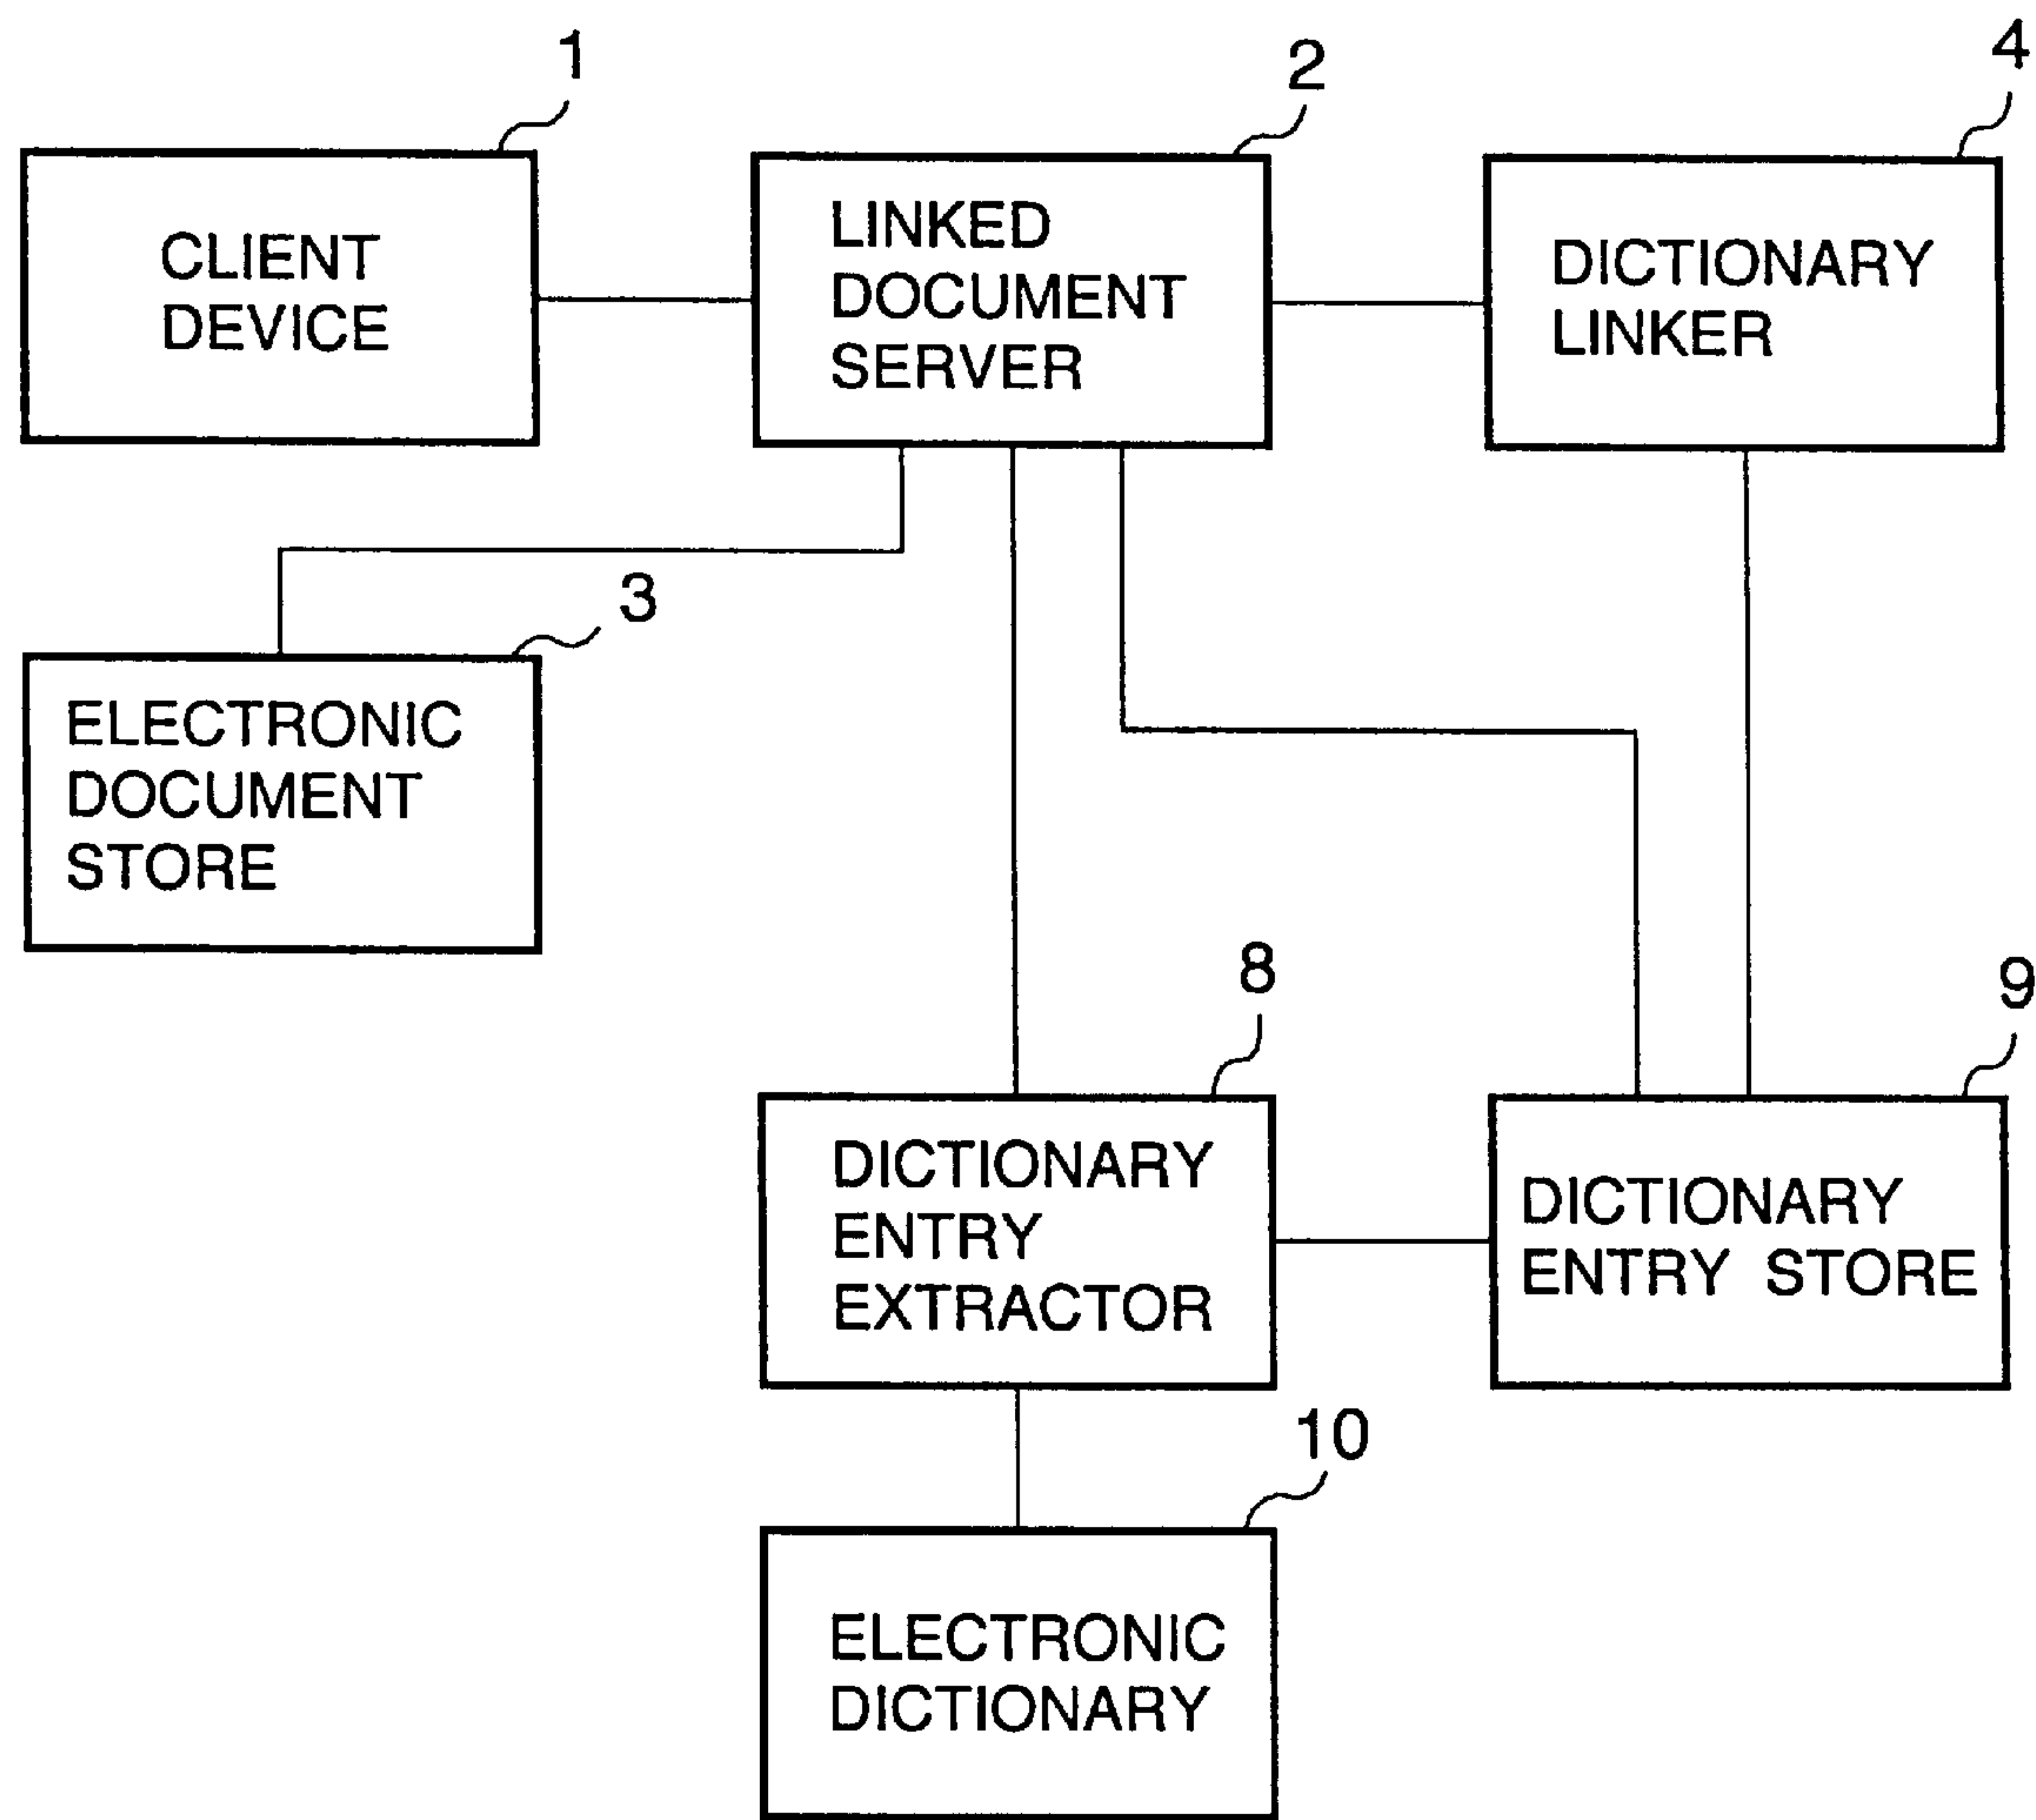 1
CLIENT
DEVICE
2
LINKED
DOCUMENT
SERVER
4
DICTIONARY
LINKER
3
ELECTRONIC
DOCUMENT
STORE
8
DICTIONARY
ENTRY
EXTRACTOR
9
DICTIONARY
ENTRY STORE
10
ELECTRONIC
DICTIONARY